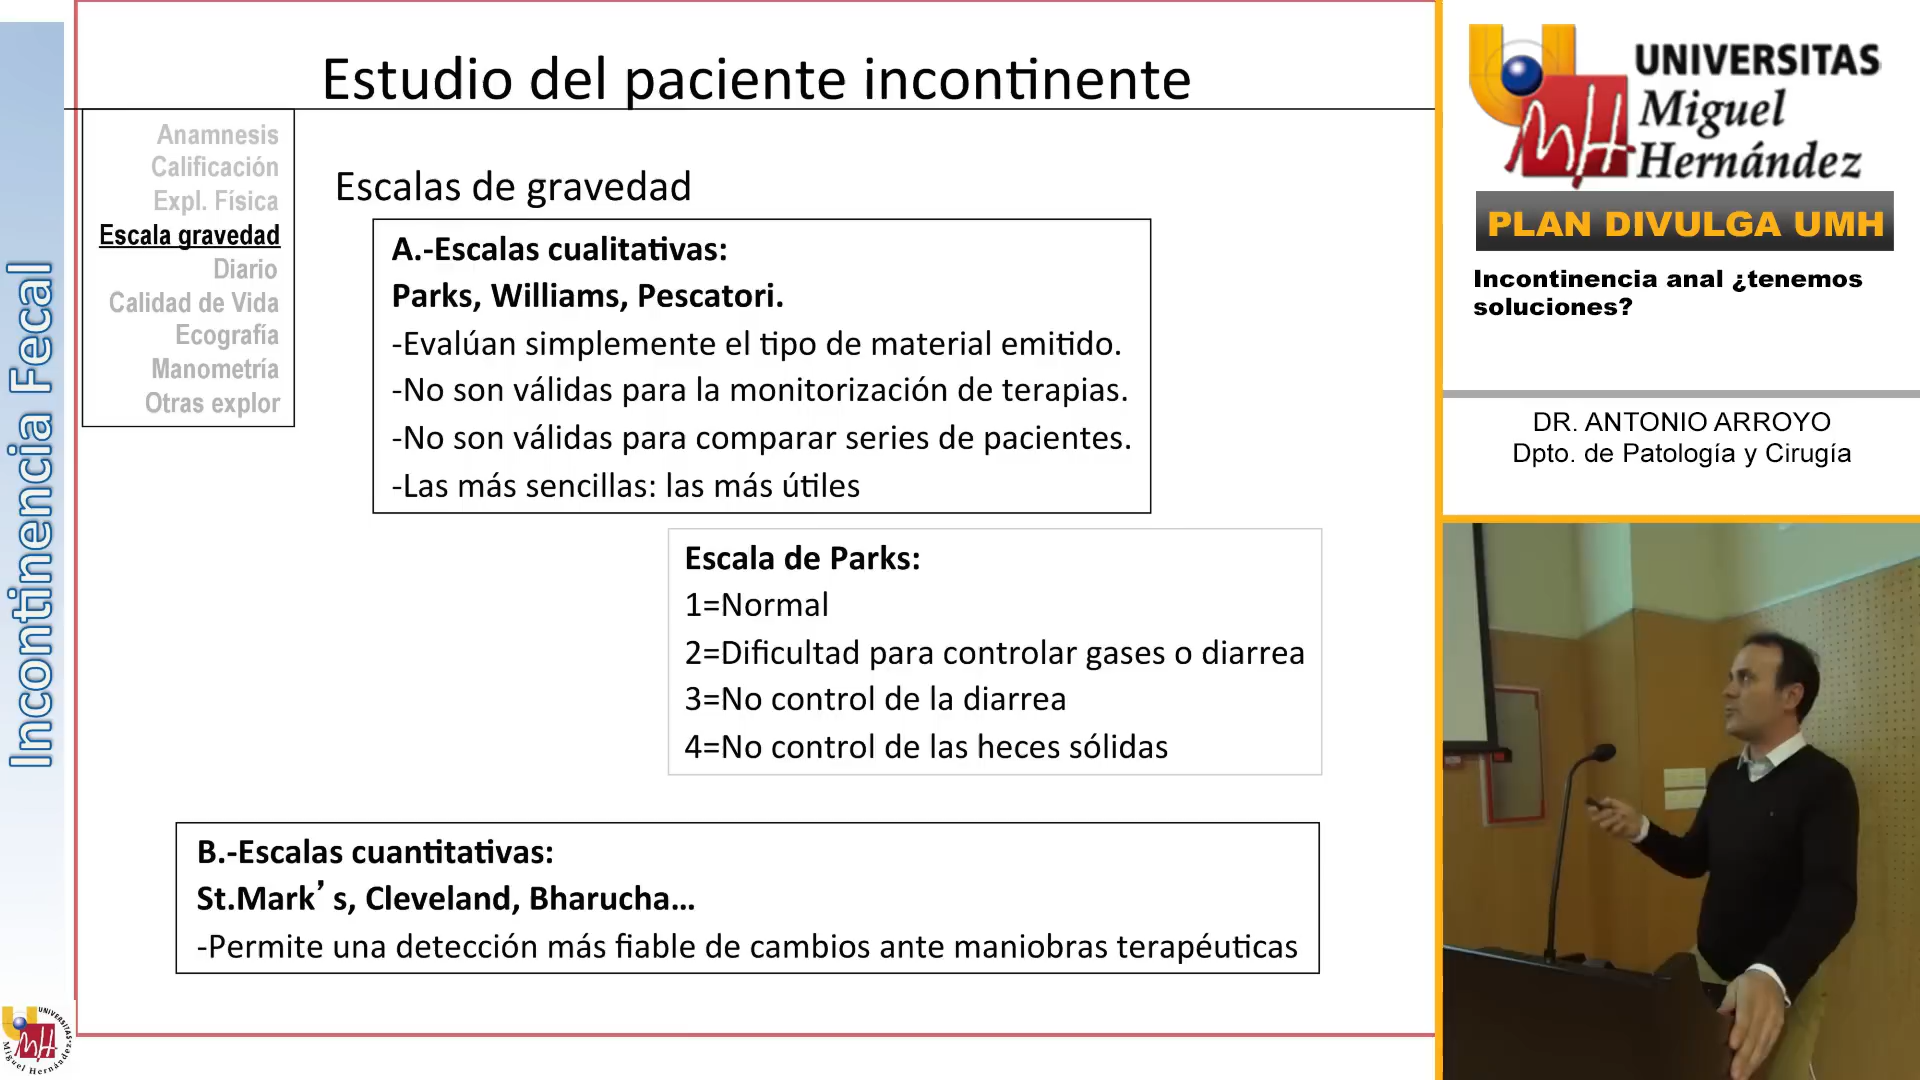 Estudio del paciente incontinente
Incontinencia Fecal
Anamnesis
Calificación
Expl. Física
Escala gravedad
Diario
Calidad de Vida
Ecografía
Manometría
Otras explor
Escalas de gravedad
A.-Escalas cualitativas:
Parks, Williams, Pescatori.
-Evalúan simplemente el tipo de material emitido.
-No son válidas para la monitorización de terapias.
-No son válidas para comparar series de pacientes.
-Las más sencillas: las más útiles
Escala de Parks:
1=Normal
2=Dificultad para controlar gases o diarrea
3=No control de la diarrea
4=No control de las heces sólidas
B.-Escalas cuantitativas:
St.Mark’ s, Cleveland, Bharucha...
-Permite una detección más fiable de cambios ante maniobras terapéuticas
UNIVERSITAS
Miguel Hernández
UMH
UNIVERSITAS
Miguel
Hernández
PLAN DIVULGA UMH
Incontinencia anal ¿tenemos
soluciones?
DR. ANTONIO ARROYO
Dpto. de Patología y Cirugía